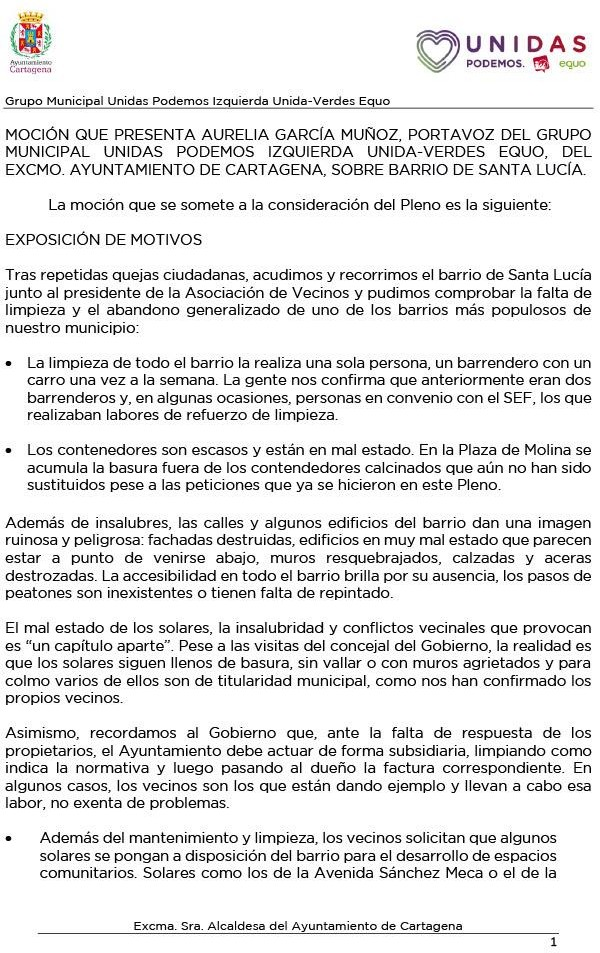 Ayuntamiento
Cartagena
UNIDAS
PODEMOS.
equo
Grupo Municipal Unidas Podemos Izquierda Unida-Verdes Equo
MOCIÓN QUE PRESENTA AURELIA GARCÍA MUÑOZ, PORTAVOZ DEL GRUPO
MUNICIPAL UNIDAS PODEMOS IZQUIERDA UNIDA-VERDES EQUO, DEL
EXCMO. AYUNTAMIENTO DE CARTAGENA, SOBRE BARRIO DE SANTA LUCÍA.
La moción que se somete a la consideración del Pleno es la siguiente:
EXPOSICIÓN DE MOTIVOS
Tras repetidas quejas ciudadanas, acudimos y recorrimos el barrio de Santa Lucía
junto al presidente de la Asociación de Vecinos y pudimos comprobar la falta de
limpieza y el abandono generalizado de uno de los barrios más populosos de
nuestro municipio:
• La limpieza de todo el barrio la realiza una sola persona, un barrendero con un
carro una vez a la semana. La gente nos confirma que anteriormente eran dos
barrenderos y, en algunas ocasiones, personas en convenio con el SEF, los que
realizaban labores de refuerzo de limpieza.
• Los contenedores son escasos y están en mal estado. En la Plaza de Molina se
acumula la basura fuera de los contendedores calcinados que aún no han sido
sustituidos pese a las peticiones que ya se hicieron en este Pleno.
Además de insalubres, las calles y algunos edificios del barrio dan una imagen
ruinosa y peligrosa: fachadas destruidas, edificios en muy mal estado que parecen
estar a punto de venirse abajo, muros resquebrajados, calzadas y aceras
destrozadas. La accesibilidad en todo el barrio brilla por su ausencia, los pasos de
peatones son inexistentes o tienen falta de repintado.
El mal estado de los solares, la insalubridad y conflictos vecinales que provocan
es “un capítulo aparte”. Pese a las visitas del concejal del Gobierno, la realidad es
que los solares siguen llenos de basura, sin vallar o con muros agrietados y para
colmo varios de ellos son de titularidad municipal, como nos han confirmado los
propios vecinos.
Asimismo, recordamos al Gobierno que, ante la falta de respuesta de los
propietarios, el Ayuntamiento debe actuar de forma subsidiaria, limpiando como
indica la normativa y luego pasando al dueño la factura correspondiente. En
algunos casos, los vecinos son los que están dando ejemplo y llevan a cabo esa
labor, no exenta de problemas.
• Además del mantenimiento y limpieza, los vecinos solicitan que algunos
solares se pongan a disposición del barrio para el desarrollo de espacios
comunitarios. Solares como los de la Avenida Sánchez Meca o el de la
Excma. Sra. Alcaldesa del Ayuntamiento de Cartagena
1